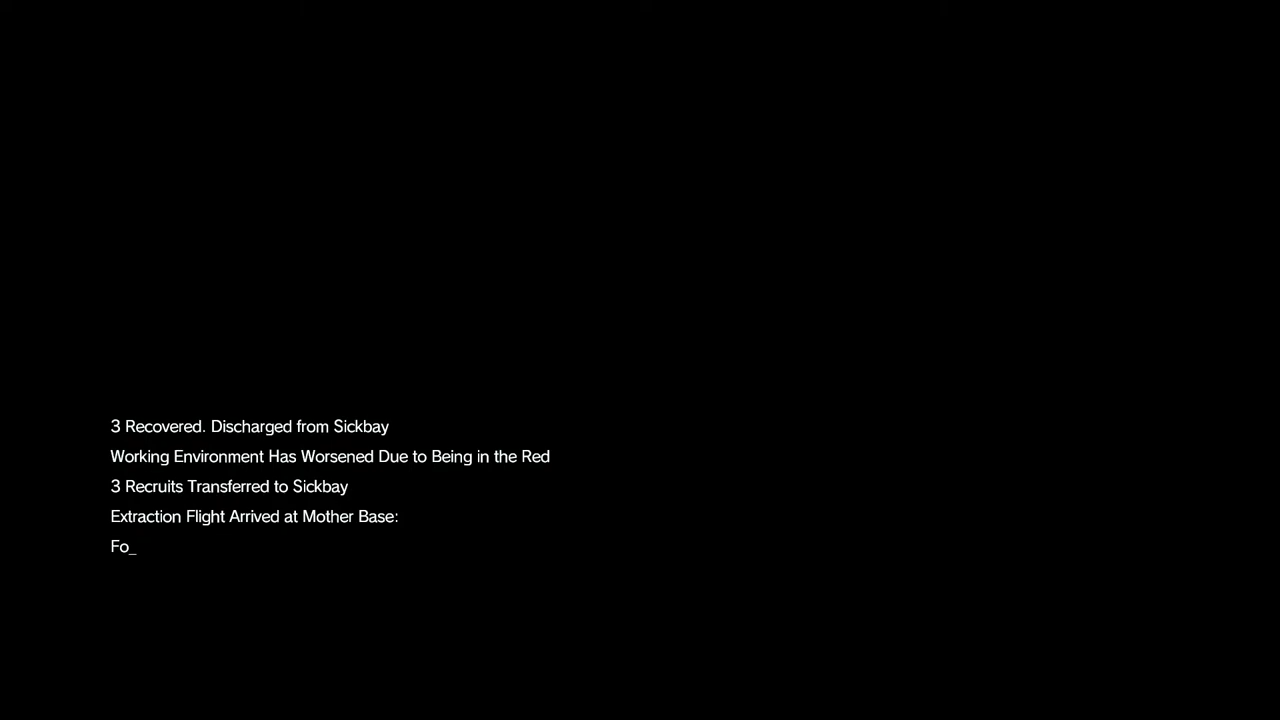 3 Recovered. Discharged from Sickbay
Working Environment Has Worsened Due to Being in the Red
3 Recruits Transferred to Sickbay
Extraction Flight Arrived at Mother Base:
Fo_